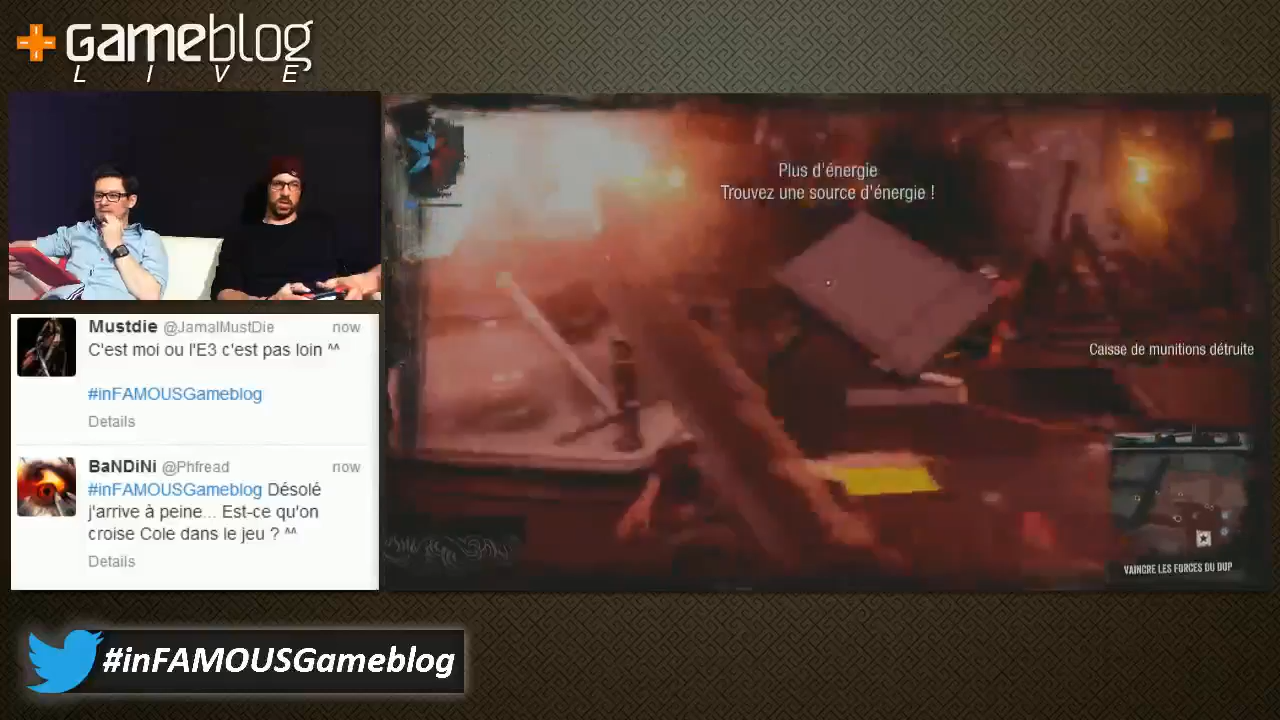 gameblog
LIVE
Mustdie @JamalMustDie now
C'est moi ou l'E3 c'est pas loin ^^
#inFAMOUSGameblog
Details
BaNDiNi @Phfread now
#inFAMOUSGameblog Désolé
j'arrive à peine... Est-ce qu'on
croise Cole dans le jeu ? ^^
Details
#inFAMOUSGameblog
Plus d'énergie
Trouvez une source d'énergie !
Caisse de munitions détruite
VAINCRE LES FORCES DU DUP